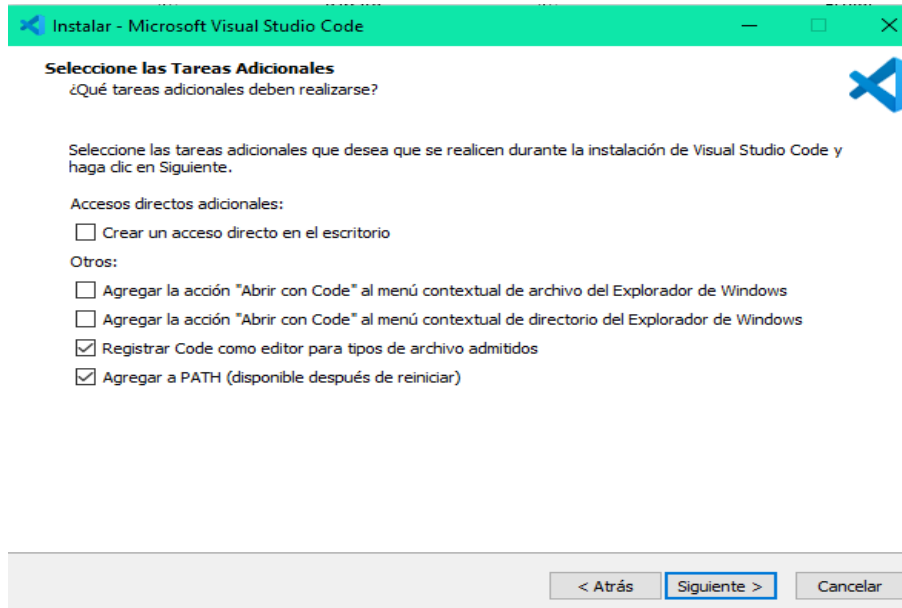 Instalar - Microsoft Visual Studio Code
Seleccione las Tareas Adicionales
¿Qué tareas adicionales deben realizarse?
Seleccione las tareas adicionales que desea que se realicen durante la instalación de Visual Studio Code y
haga clic en Siguiente.
Accesos directos adicionales:
Crear un acceso directo en el escritorio
Otros:
Agregar la acción "Abrir con Code" al menú contextual de archivo del Explorador de Windows
Agregar la acción "Abrir con Code" al menú contextual de directorio del Explorador de Windows
Registrar Code como editor para tipos de archivo admitidos
Agregar a PATH (disponible después de reiniciar)
< Atrás Siguiente > Cancelar